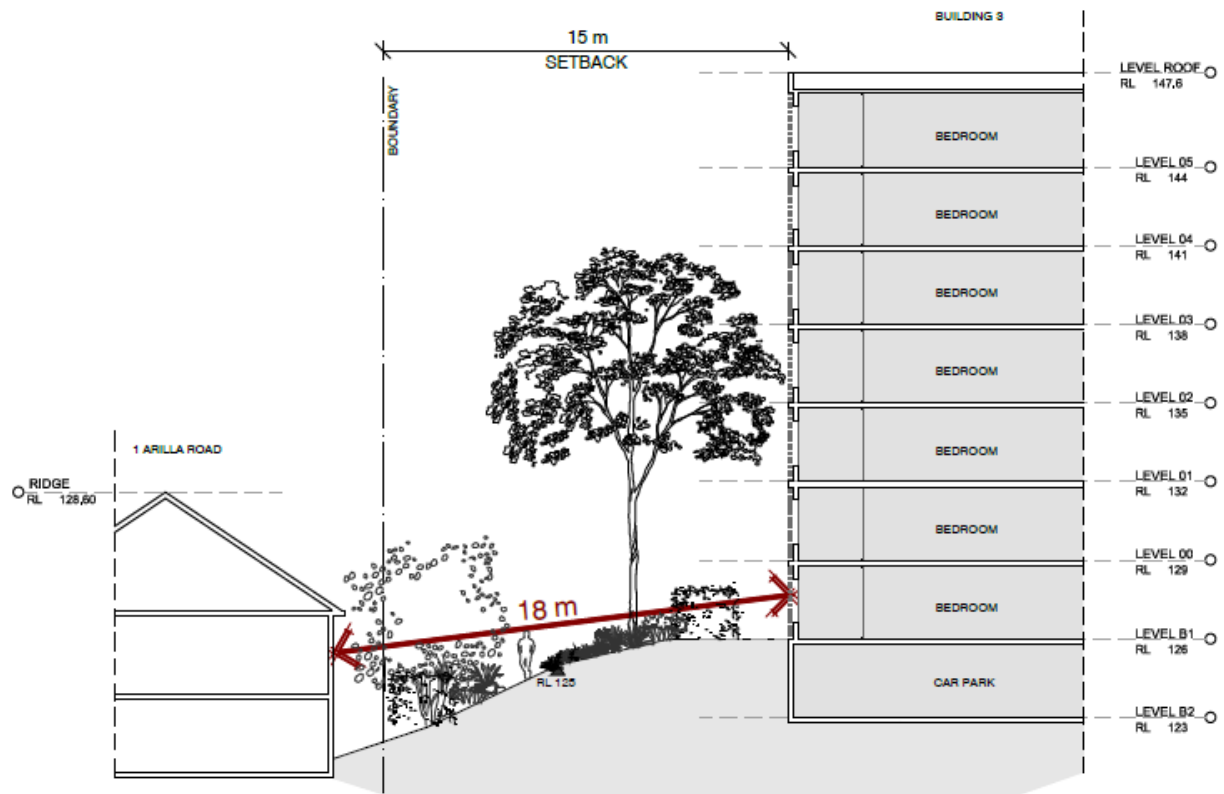 BUILDING 3
15 m
SETBACK
BOUNDARY
LEVEL ROOF
RL 147.6
BEDROOM
LEVEL 05
RL 144
BEDROOM
LEVEL 04
RL 141
BEDROOM
LEVEL 03
RL 138
BEDROOM
LEVEL 02
RL 135
BEDROOM
1 ARILLA ROAD
RIDGE
RL 128.60
LEVEL 01
RL 132
BEDROOM
LEVEL 00
RL 129
18 m
BEDROOM
LEVEL B1
RL 126
RL 125
CAR PARK
LEVEL B2
RL 123